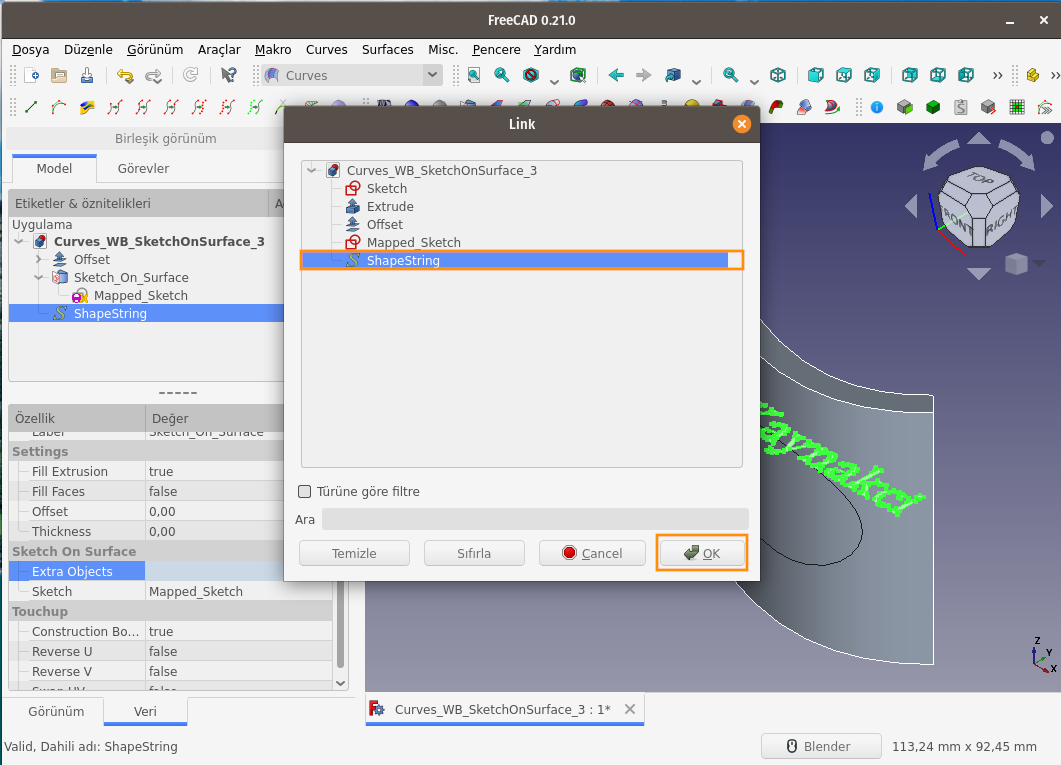 FreeCAD 0.21.0
Dosya Düzenle Görünüm Araçlar Makro Curves Surfaces Misc. Pencere Yardım
Curves
Birleşik görünüm
Model Görevler
Etiketler & öznitelikleri
Uygulama
Curves_WB_SketchOnSurface_3
Offset
Sketch_On_Surface
Mapped_Sketch
ShapeString
Özellik Değer
Label Sketch_On_Surface
Settings
Fill Extrusion true
Fill Faces false
Offset 0,00
Thickness 0,00
Sketch On Surface
Extra Objects
Sketch Mapped_Sketch
Touchup
Construction Bo... true
Reverse U false
Reverse V false
Swap UV false
Görünüm Veri
Valid, Dahili adı: ShapeString
Link
Curves_WB_SketchOnSurface_3
Sketch
Extrude
Offset
Mapped_Sketch
ShapeString
Türüne göre filtre
Ara
Temizle Sıfırla Cancel OK
TOP
FRONT RIGHT
Z
Y
X
Curves_WB_SketchOnSurface_3 : 1*
Blender 113,24 mm x 92,45 mm